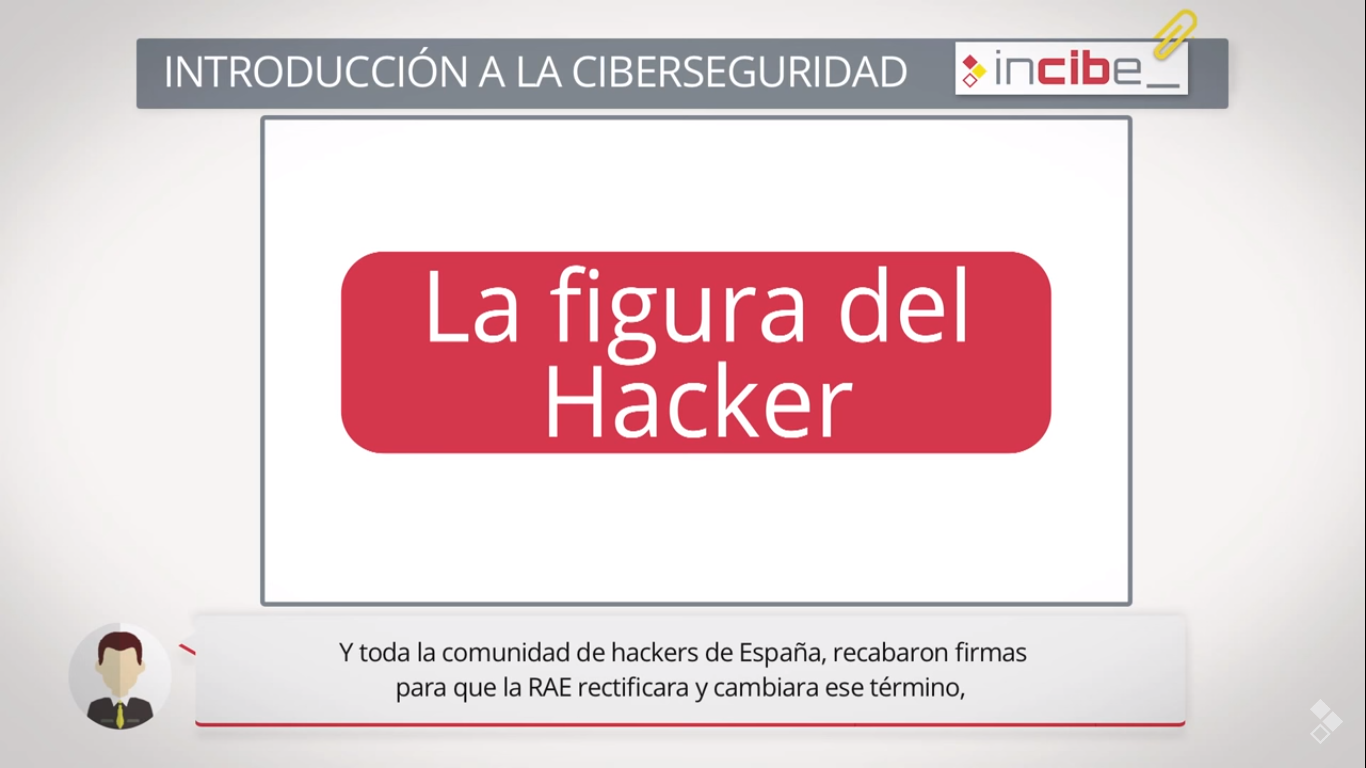 INTRODUCCIÓN A LA CIBERSEGURIDAD
incibe_
La figura del
Hacker
Y toda la comunidad de hackers de España, recabaron firmas
para que la RAE rectificara y cambiara ese término,